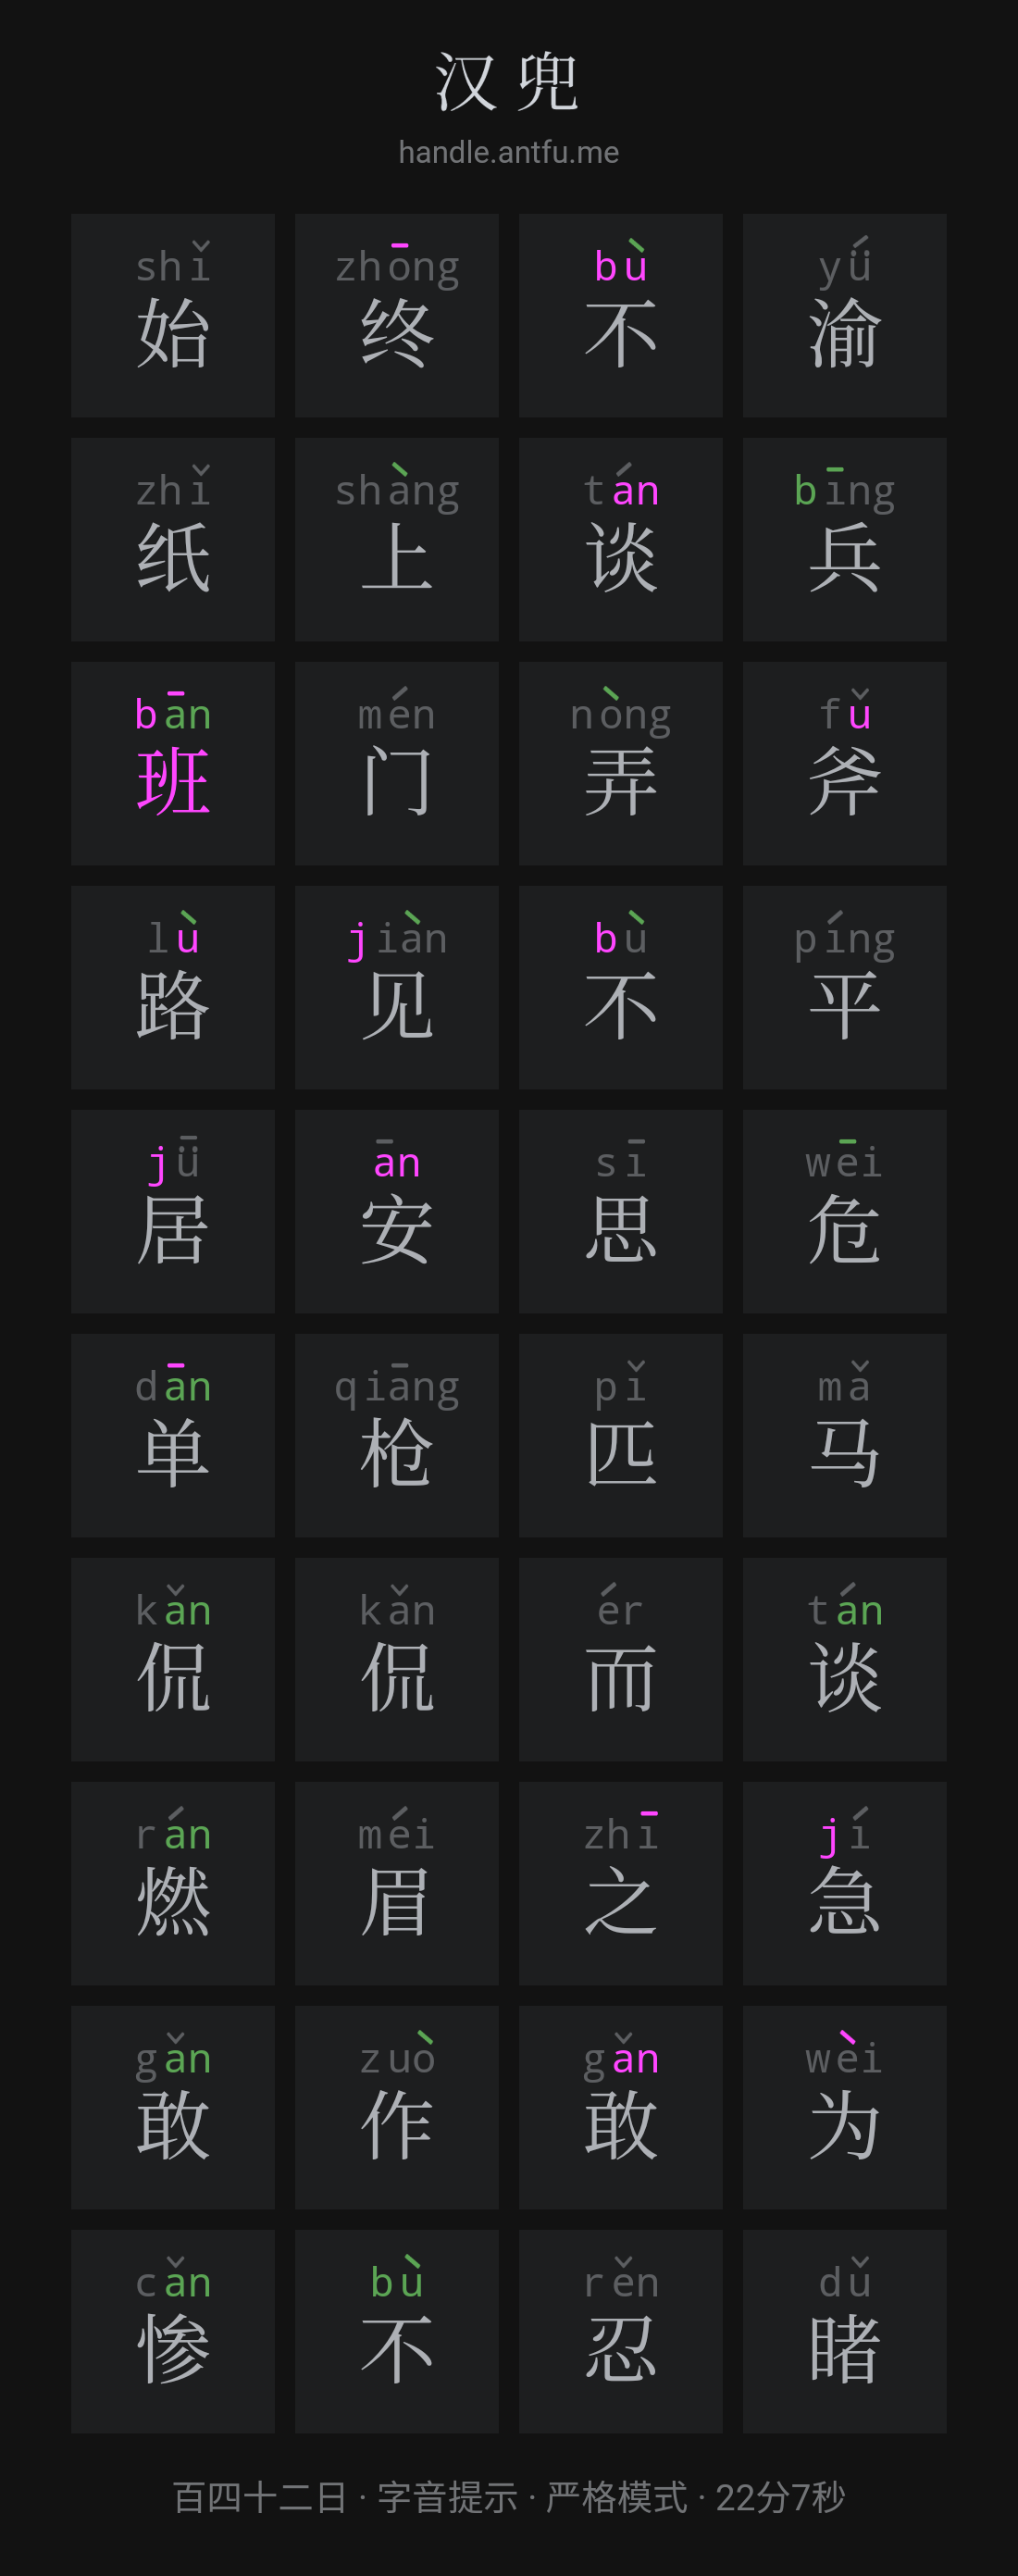 汉兜
handle.antfu.me
shǐ zhōng bù yǘ
始 终 不 渝
zhǐ shàng tán bīng
纸 上 谈 兵
bān mén nòng fǔ
班 门 弄 斧
lù jiàn bù píng
路 见 不 平
jǖ ān sī wēi
居 安 思 危
dān qiāng pǐ mǎ
单 枪 匹 马
kǎn kǎn ér tán
侃 侃 而 谈
rán méi zhī jí
燃 眉 之 急
gǎn zuò gǎn wèi
敢 作 敢 为
cǎn bù rěn dǔ
惨 不 忍 睹
百四十二日 · 字音提示 · 严格模式 · 22分7秒